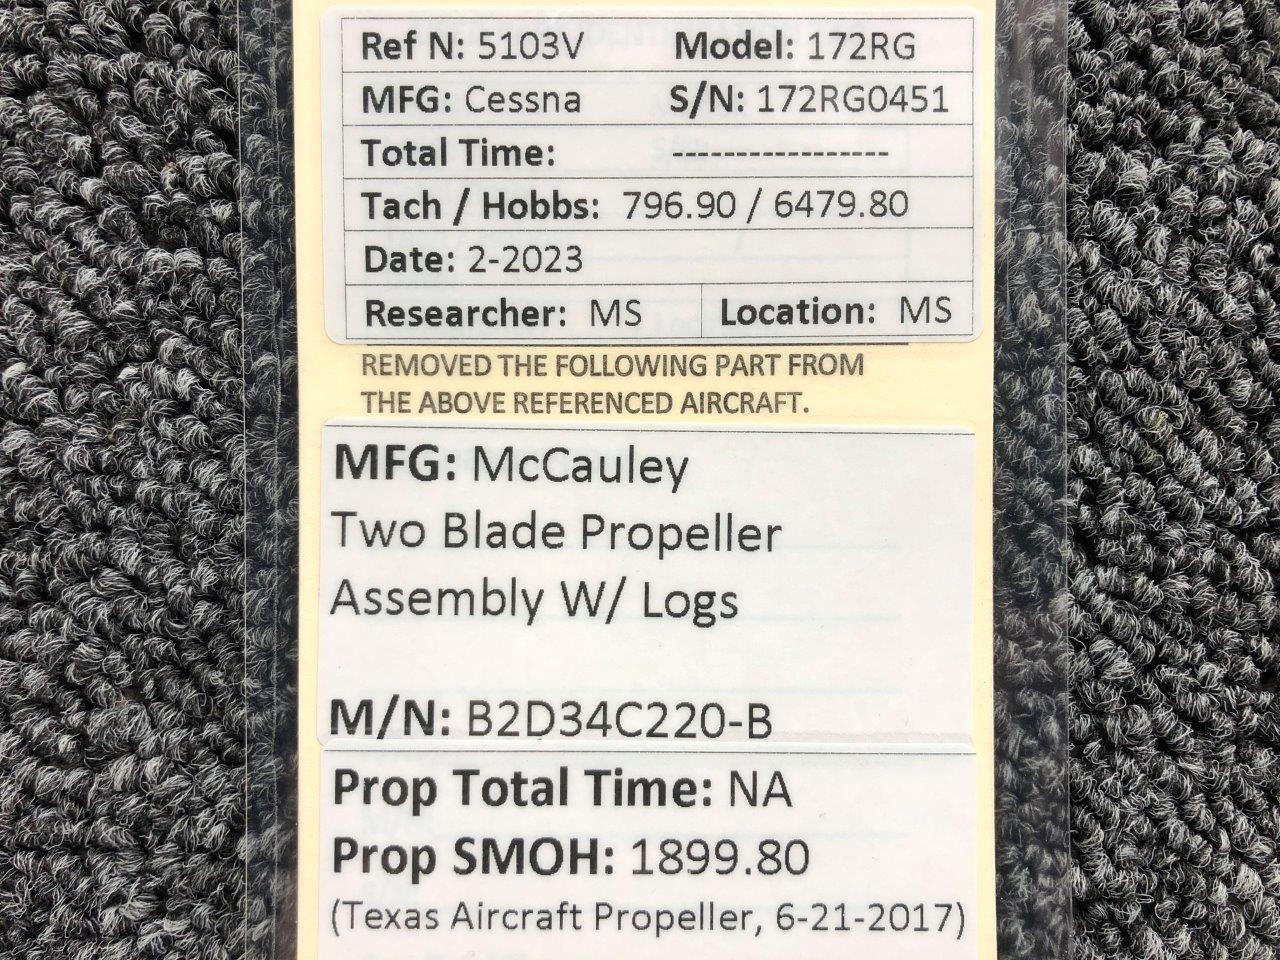 Ref N: 5103V Model: 172RG
MFG: Cessna S/N: 172RG0451
Total Time: -----------------
Tach / Hobbs: 796.90 / 6479.80
Date: 2-2023
Researcher: MS Location: MS
REMOVED THE FOLLOWING PART FROM
THE ABOVE REFERENCED AIRCRAFT.
MFG: McCauley
Two Blade Propeller
Assembly W/ Logs
M/N: B2D34C220-B
Prop Total Time: NA
Prop SMOH: 1899.80
(Texas Aircraft Propeller, 6-21-2017)